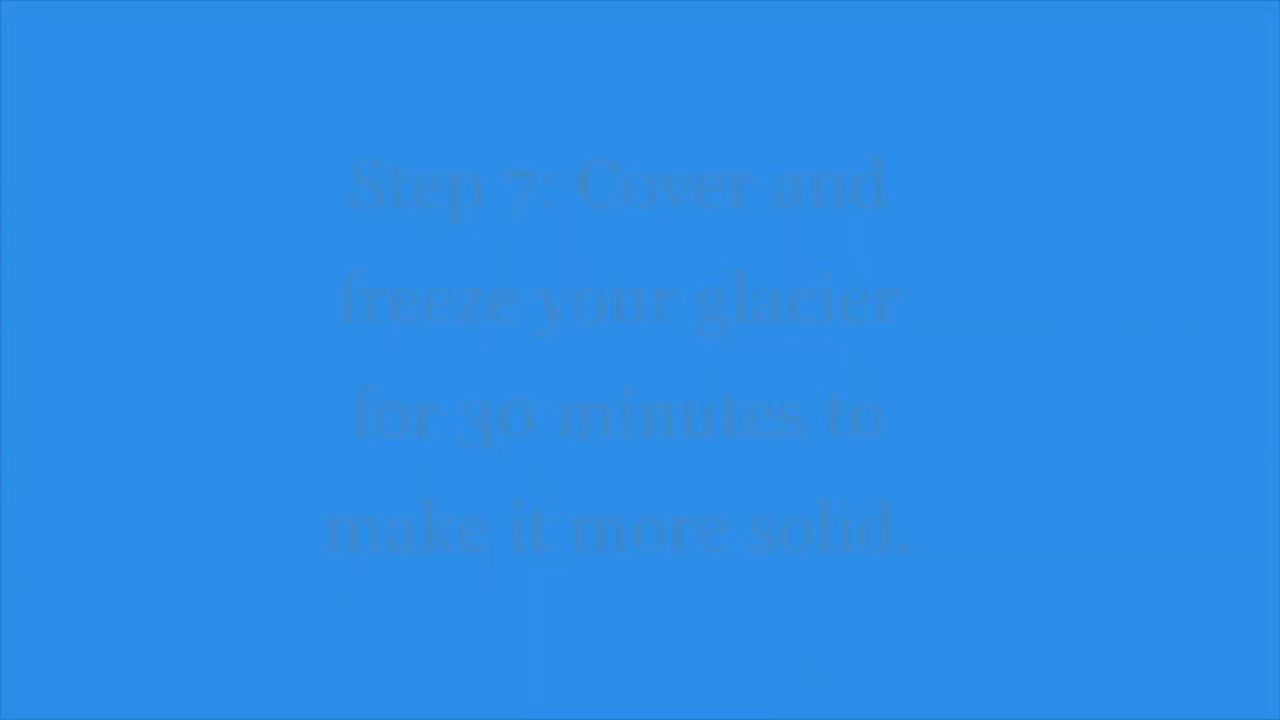 Step 7: Cover and
freeze your glacier
for 30 minutes to
make it more solid.